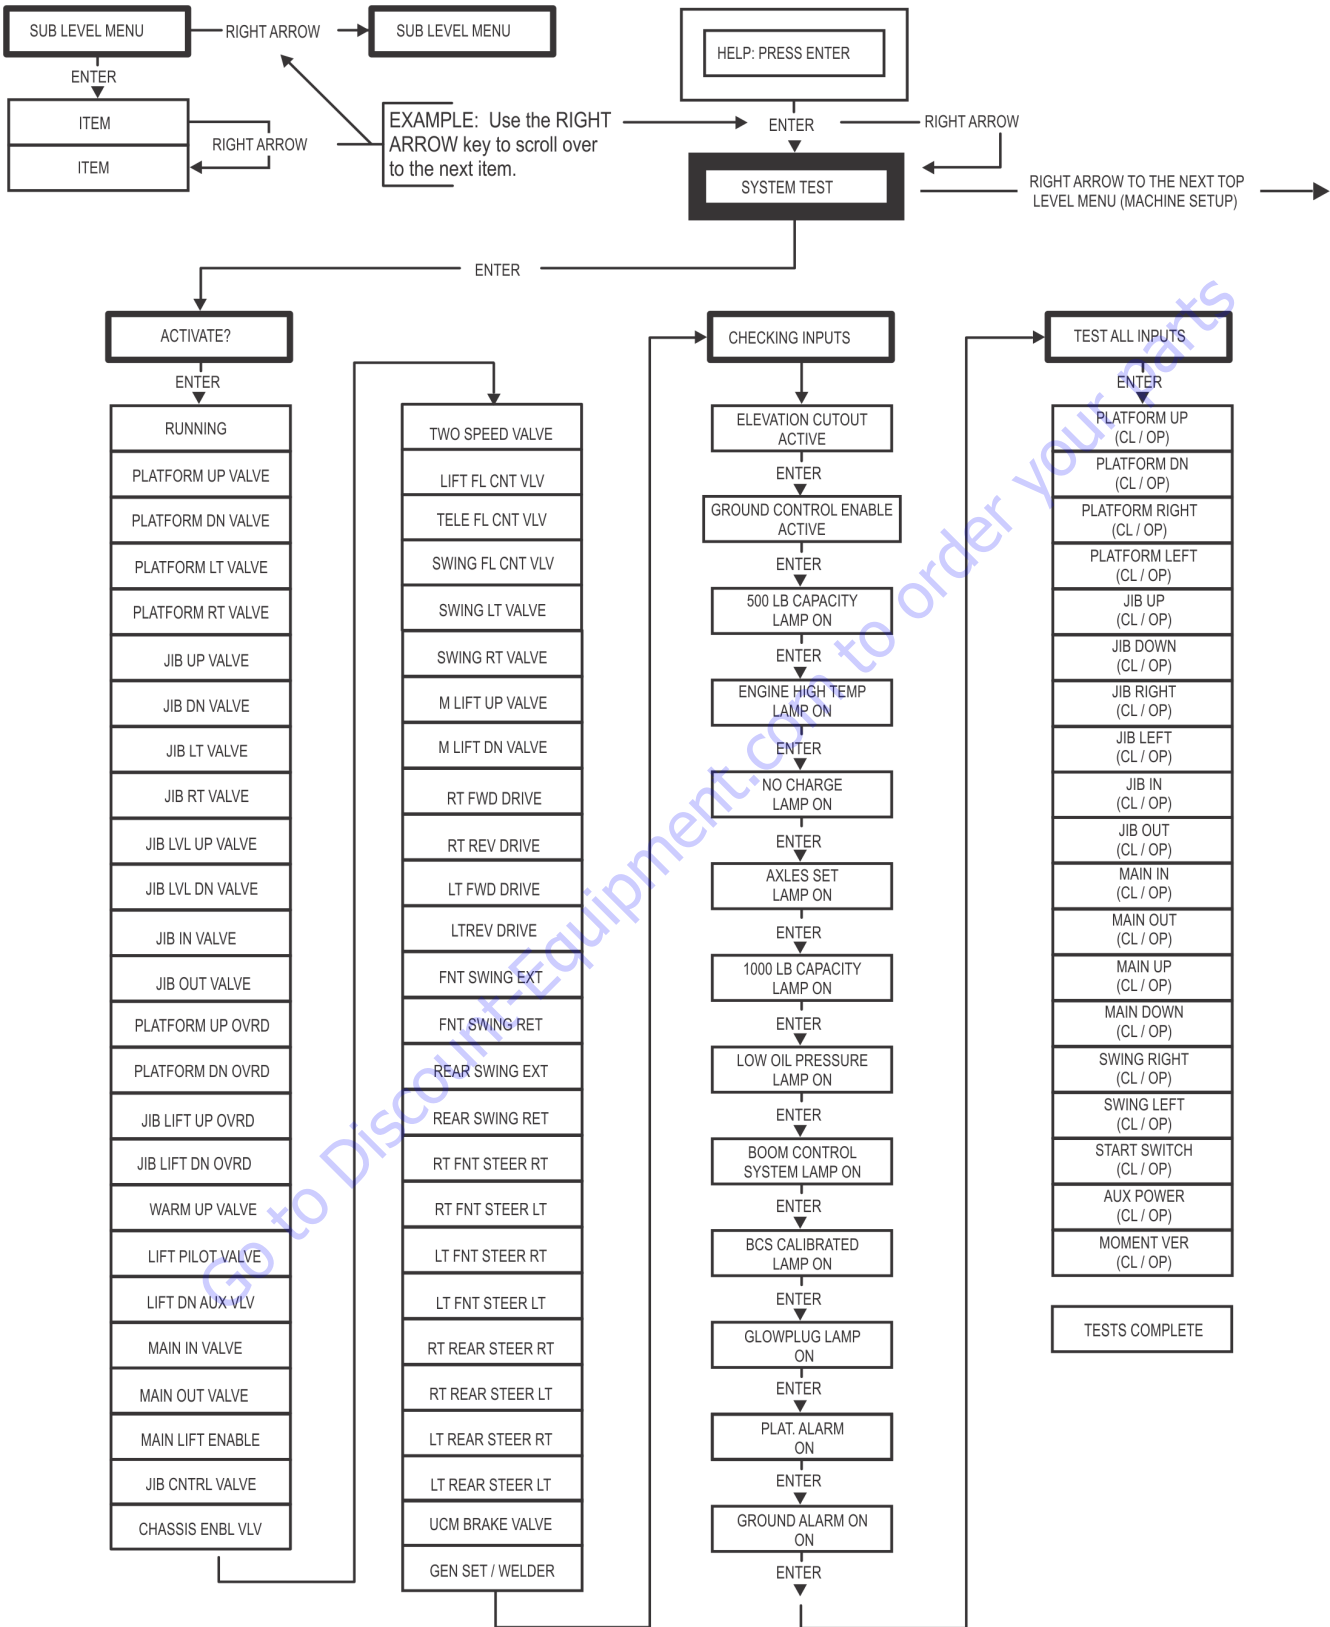 SUB LEVEL MENU
RIGHT ARROW
SUB LEVEL MENU
ENTER
ITEM
RIGHT ARROW
ITEM
EXAMPLE: Use the RIGHT
ARROW key to scroll over
to the next item.
HELP: PRESS ENTER
ENTER
RIGHT ARROW
SYSTEM TEST
RIGHT ARROW TO THE NEXT TOP
LEVEL MENU (MACHINE SETUP)
ENTER
ACTIVATE?
ENTER
RUNNING
PLATFORM UP VALVE
PLATFORM DN VALVE
PLATFORM LT VALVE
PLATFORM RT VALVE
JIB UP VALVE
JIB DN VALVE
JIB LT VALVE
JIB RT VALVE
JIB LVL UP VALVE
JIB LVL DN VALVE
JIB IN VALVE
JIB OUT VALVE
PLATFORM UP OVRD
PLATFORM DN OVRD
JIB LIFT UP OVRD
JIB LIFT DN OVRD
WARM UP VALVE
LIFT PILOT VALVE
LIFT DN AUX VLV
MAIN IN VALVE
MAIN OUT VALVE
MAIN LIFT ENABLE
JIB CNTRL VALVE
CHASSIS ENBL VLV
TWO SPEED VALVE
LIFT FL CNT VLV
TELE FL CNT VLV
SWING FL CNT VLV
SWING LT VALVE
SWING RT VALVE
M LIFT UP VALVE
M LIFT DN VALVE
RT FWD DRIVE
RT REV DRIVE
LT FWD DRIVE
LTREV DRIVE
FNT SWING EXT
FNT SWING RET
REAR SWING EXT
REAR SWING RET
RT FNT STEER RT
RT FNT STEER LT
LT FNT STEER RT
LT FNT STEER LT
RT REAR STEER RT
RT REAR STEER LT
LT REAR STEER RT
LT REAR STEER LT
UCM BRAKE VALVE
GEN SET / WELDER
CHECKING INPUTS
ELEVATION CUTOUT
ACTIVE
ENTER
GROUND CONTROL ENABLE
ACTIVE
ENTER
500 LB CAPACITY
LAMP ON
ENTER
ENGINE HIGH TEMP
LAMP ON
ENTER
NO CHARGE
LAMP ON
ENTER
AXLES SET
LAMP ON
ENTER
1000 LB CAPACITY
LAMP ON
ENTER
LOW OIL PRESSURE
LAMP ON
ENTER
BOOM CONTROL
SYSTEM LAMP ON
ENTER
BCS CALIBRATED
LAMP ON
ENTER
GLOWPLUG LAMP
ON
ENTER
PLAT. ALARM
ON
ENTER
GROUND ALARM ON
ON
ENTER
TEST ALL INPUTS
ENTER
PLATFORM UP
(CL / OP)
PLATFORM DN
(CL / OP)
PLATFORM RIGHT
(CL / OP)
PLATFORM LEFT
(CL / OP)
JIB UP
(CL / OP)
JIB DOWN
(CL / OP)
JIB RIGHT
(CL / OP)
JIB LEFT
(CL / OP)
JIB IN
(CL / OP)
JIB OUT
(CL / OP)
MAIN IN
(CL / OP)
MAIN OUT
(CL / OP)
MAIN UP
(CL / OP)
MAIN DOWN
(CL / OP)
SWING RIGHT
(CL / OP)
SWING LEFT
(CL / OP)
START SWITCH
(CL / OP)
AUX POWER
(CL / OP)
MOMENT VER
(CL / OP)
TESTS COMPLETE
Go to Discount-Equipment.com to order your parts